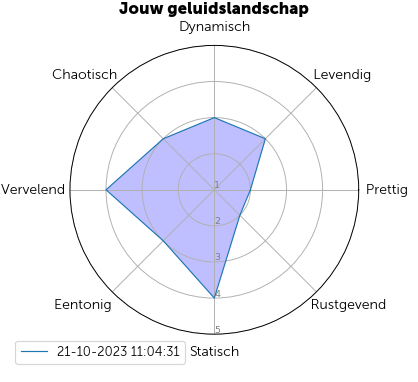 Jouw geluidslandschap
Dynamisch
Chaotisch
Levendig
Vervelend
1
Prettig
2
3
4
Eentonig
Rustgevend
5
21-10-2023 11:04:31
Statisch